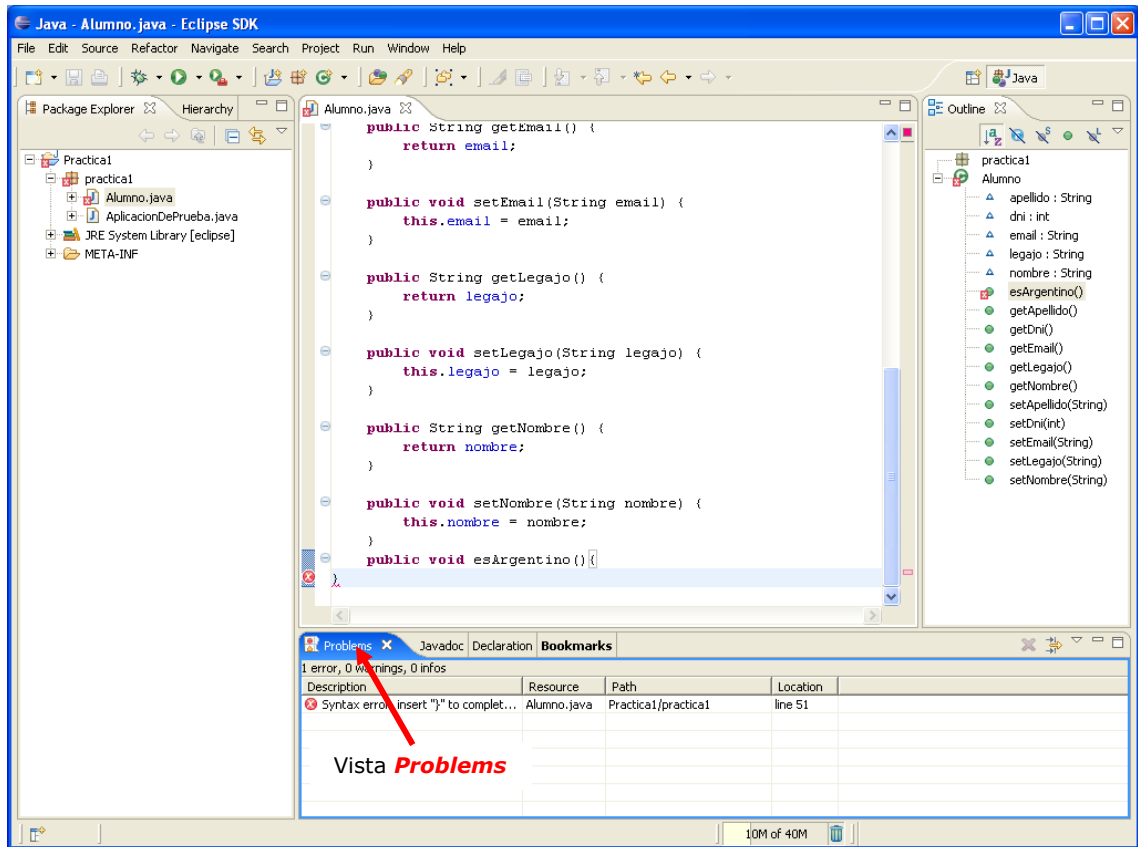 Java - Alumno.java - Eclipse SDK
File Edit Source Refactor Navigate Search Project Run Window Help
Java
Package Explorer Hierarchy
Practica1
practica1
Alumno.java
AplicacionDePrueba.java
JRE System Library [eclipse]
META-INF
Alumno.java
public String getEmail() {
return email;
}
public void setEmail(String email) {
this.email = email;
}
public String getLegajo() {
return legajo;
}
public void setLegajo(String legajo) {
this.legajo = legajo;
}
public String getNombre() {
return nombre;
}
public void setNombre(String nombre) {
this.nombre = nombre;
}
public void esArgentino(){
}
Outline
practica1
Alumno
apellido : String
dni : int
email : String
legajo : String
nombre : String
esArgentino()
getApellido()
getDni()
getEmail()
getLegajo()
getNombre()
setApellido(String)
setDni(int)
setEmail(String)
setLegajo(String)
setNombre(String)
Problems Javadoc Declaration Bookmarks
1 error, 0 warnings, 0 infos
Description Resource Path Location
Syntax error, insert "}" to complet... Alumno.java Practica1/practica1 line 51
Vista Problems
10M of 40M